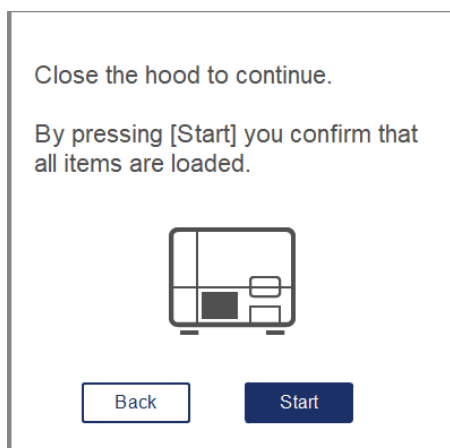 Close the hood to continue.
By pressing [Start] you confirm that
all items are loaded.
Back
Start